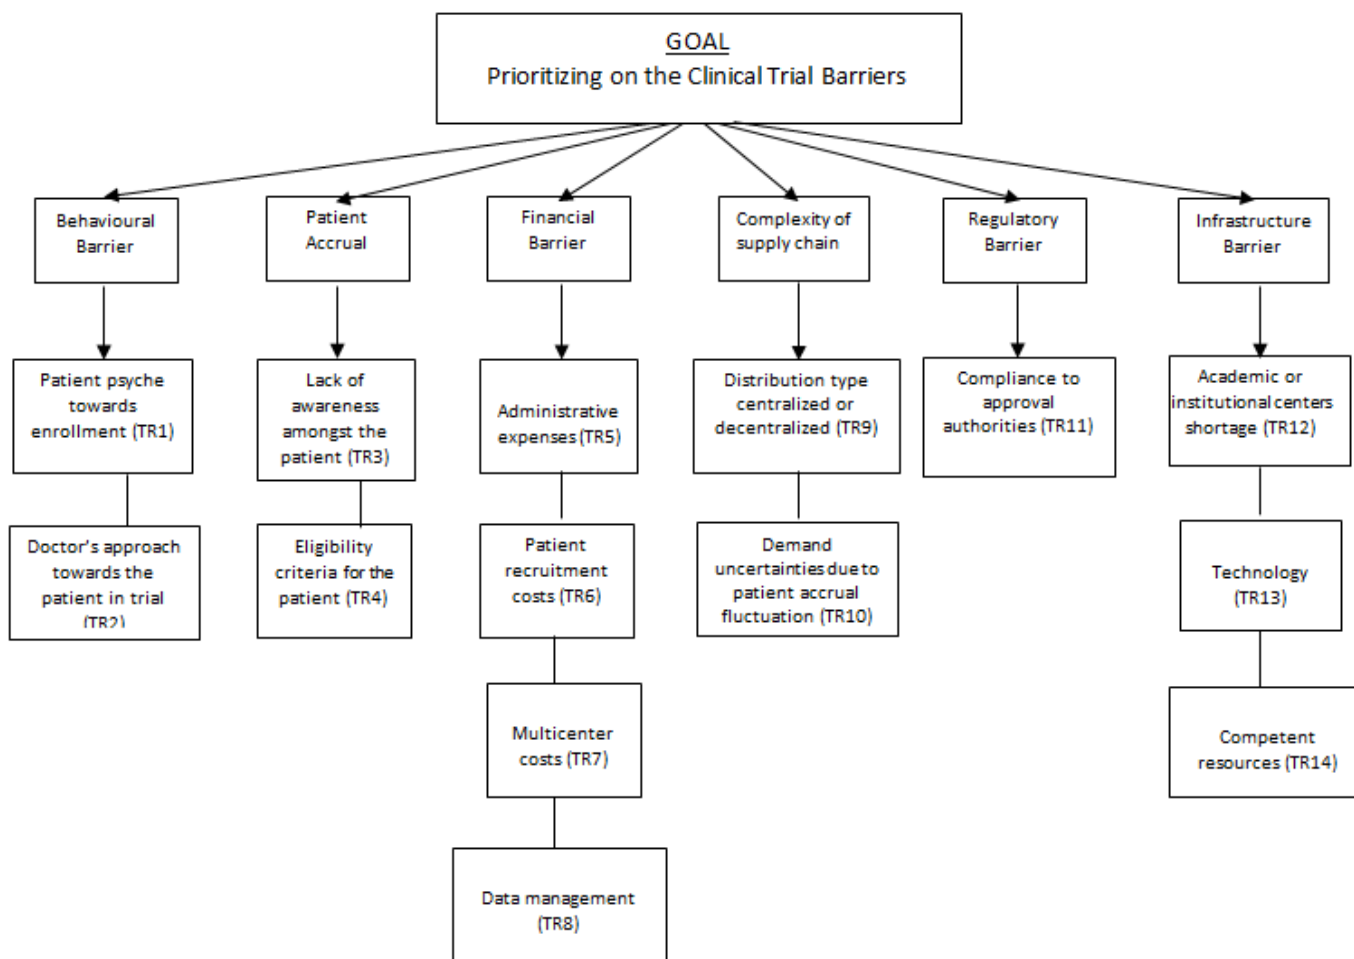 GOAL
Prioritizing on the Clinical Trial Barriers
Behavioural
Barrier
Patient
Accrual
Financial
Barrier
Complexity of
supply chain
Regulatory
Barrier
Infrastructure
Barrier
Patient psyche
towards
enrollment (TR1)
Lack of
awareness
amongst the
patient (TR3)
Administrative
expenses (TR5)
Distribution type
centralized or
decentralized (TR9)
Compliance to
approval
authorities (TR11)
Academic or
institutional centers
shortage (TR12)
Doctor's approach
towards the
patient in trial
(TR2)
Eligibility
criteria for the
patient (TR4)
Patient
recruitment
costs (TR6)
Demand
uncertainties due to
patient accrual
fluctuation (TR10)
Technology
(TR13)
Multicenter
costs (TR7)
Competent
resources (TR14)
Data management
(TR8)